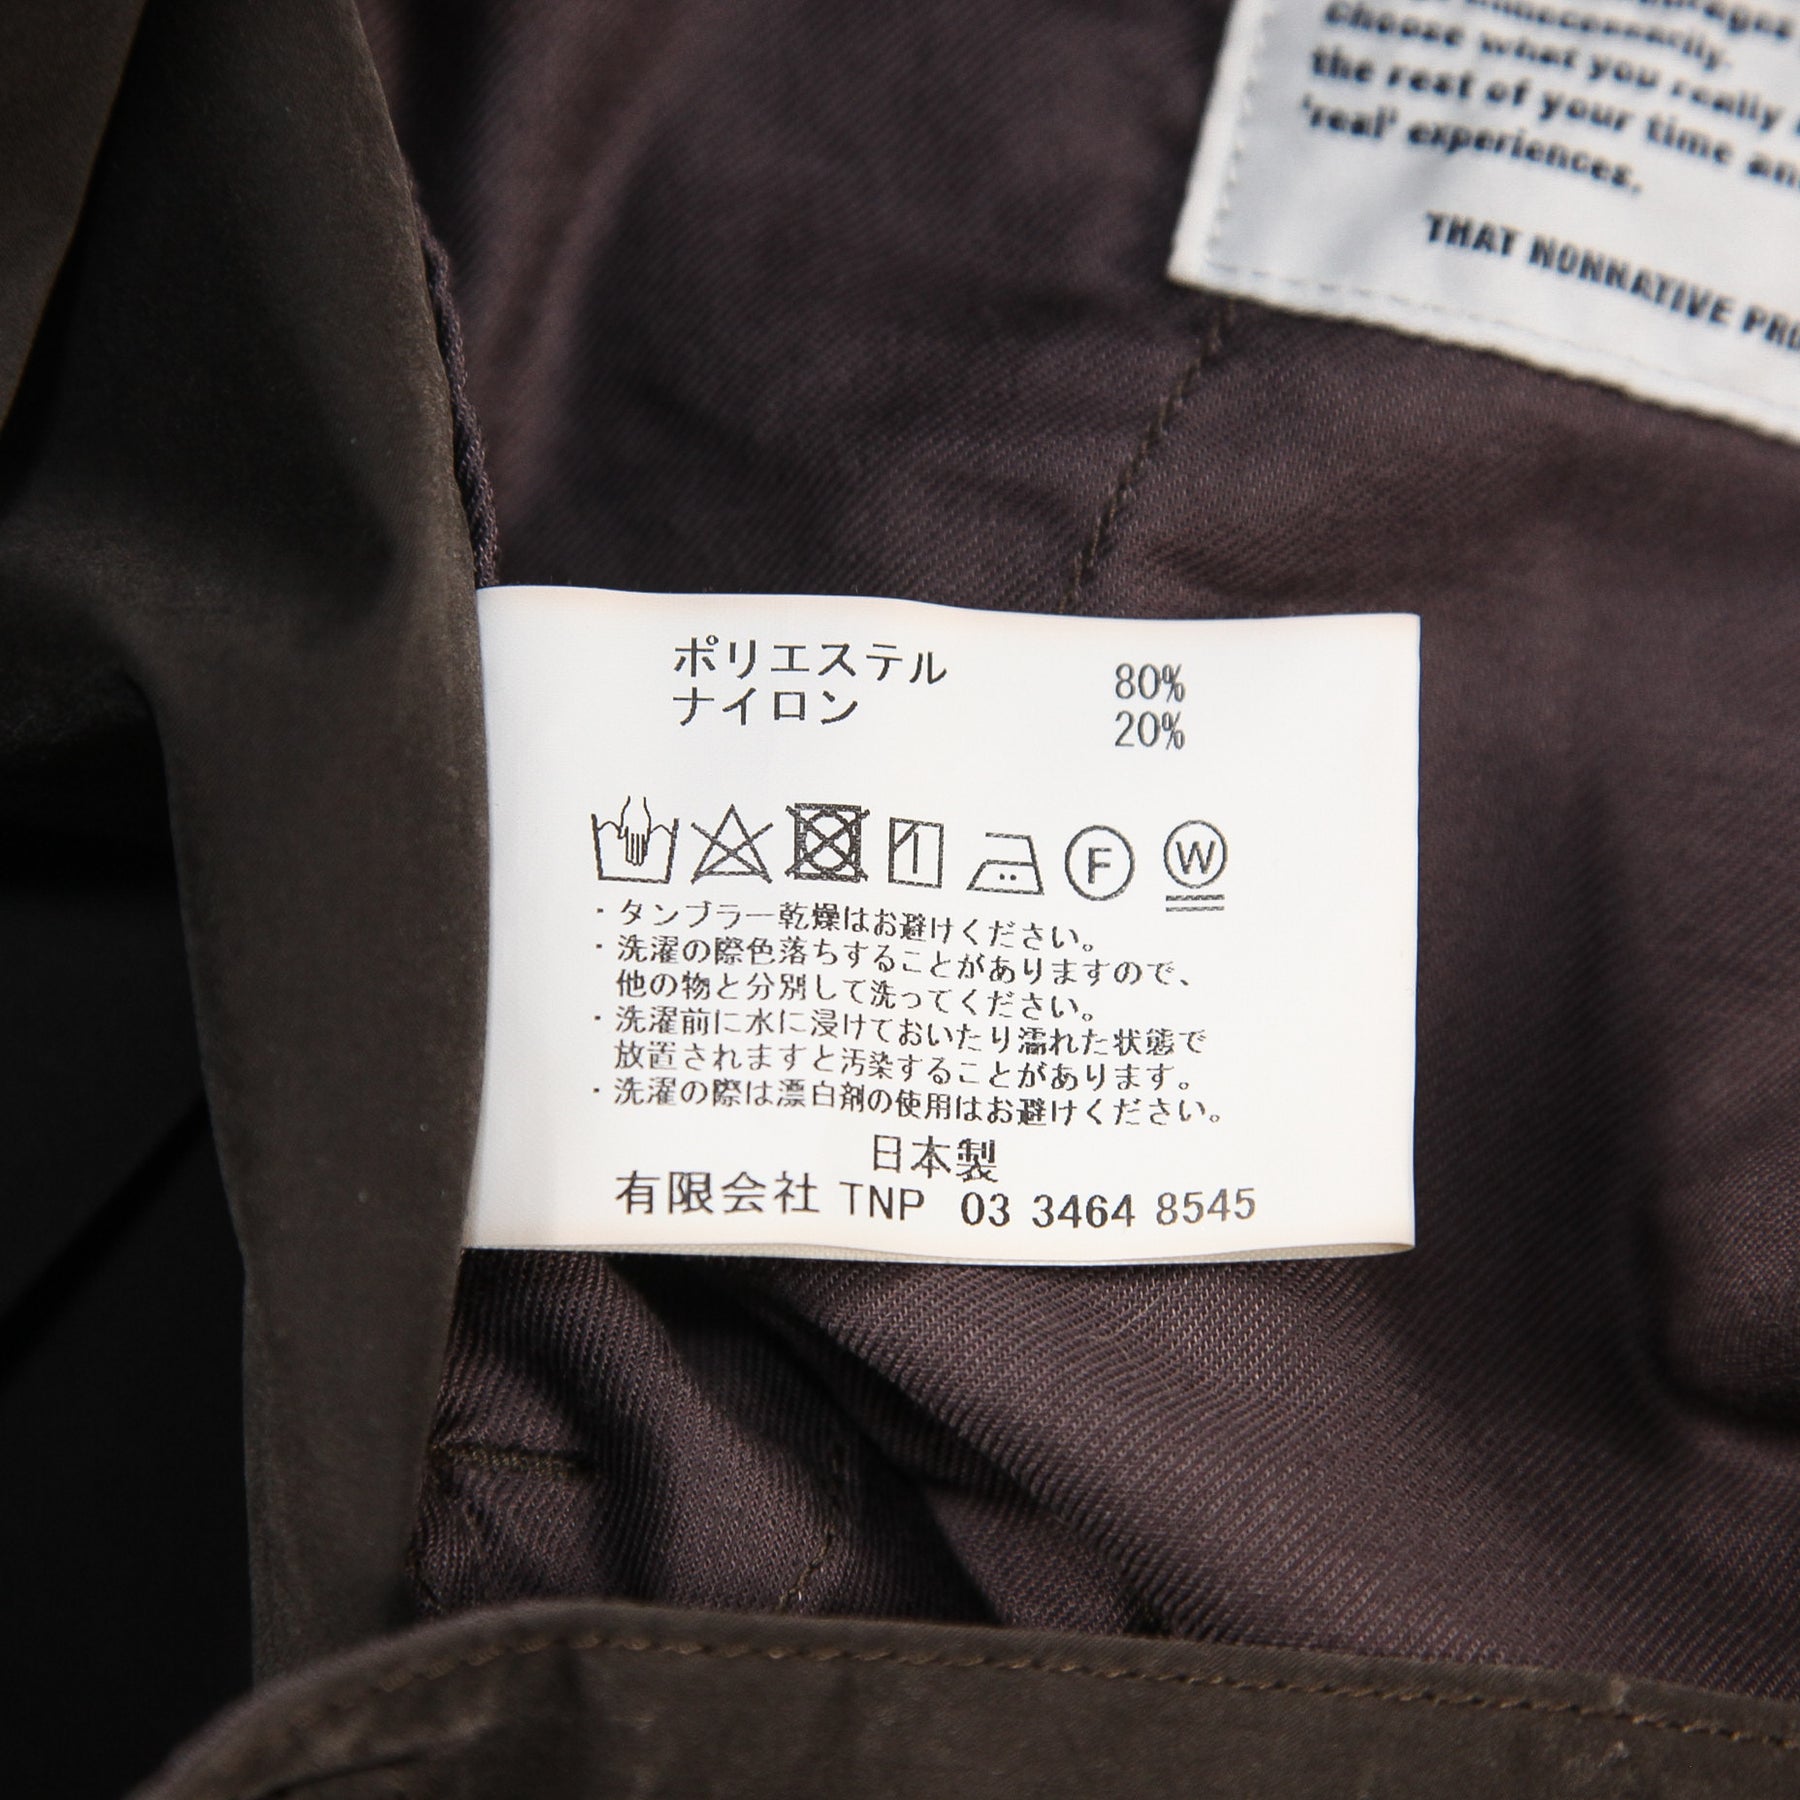 unnecessarily.
Choose what you really
the rest of your time and
'real' experiences.
THAT NONNATIVE PRO
ポリエステル 80%
ナイロン 20%
F W
・タンブラー乾燥はお避けください。
・洗濯の際色落ちすることがありますので、
他の物と分別して洗ってください。
・洗濯前に水に浸けておいたり濡れた状態で
放置されますと汚染することがあります。
・洗濯の際は漂白剤の使用はお避けください。
日本製
有限会社 TNP 03 3464 8545